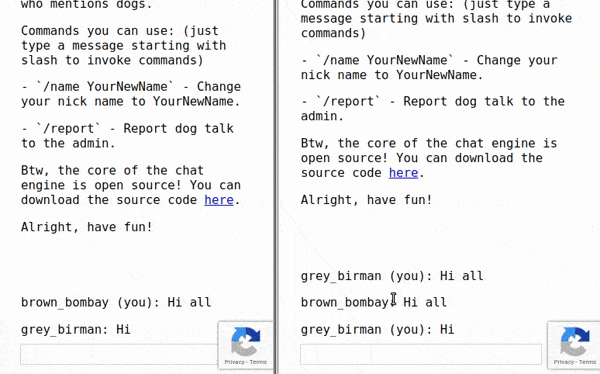 who mentions dogs.
Commands you can use: (just
type a message starting with
slash to invoke commands)
- `/name YourNewName` - Change
your nick name to YourNewName.
- `/report` - Report dog talk
to the admin.
Btw, the core of the chat
engine is open source! You can
download the source code here.
Alright, have fun!
brown_bombay (you): Hi all
grey_birman: Hi
Privacy - Terms
Commands you can use: (just type a
message starting with slash to invoke
commands)
- `/name YourNewName` - Change your
nick name to YourNewName.
- `/report` - Report dog talk to the
admin.
Btw, the core of the chat engine is
open source! You can download the
source code here.
Alright, have fun!
grey_birman (you): Hi all
brown_bombay: Hi all
grey_birman (you): Hi
Privacy - Terms